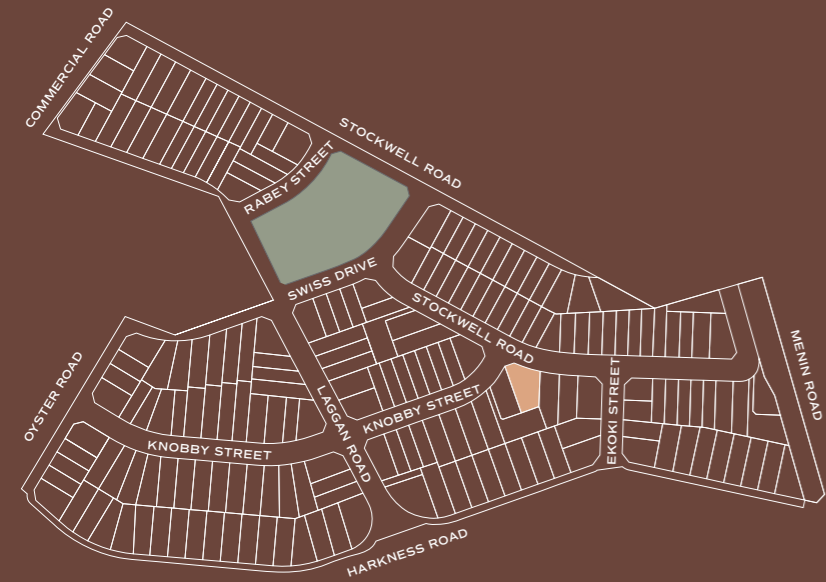 COMMERCIAL ROAD
STOCKWELL ROAD
RABEY STREET
SWISS DRIVE
STOCKWELL ROAD
MENIN ROAD
OYSTER ROAD
LAGGAN ROAD
KNOBBY STREET
EKOKI STREET
KNOBBY STREET
HARKNESS ROAD